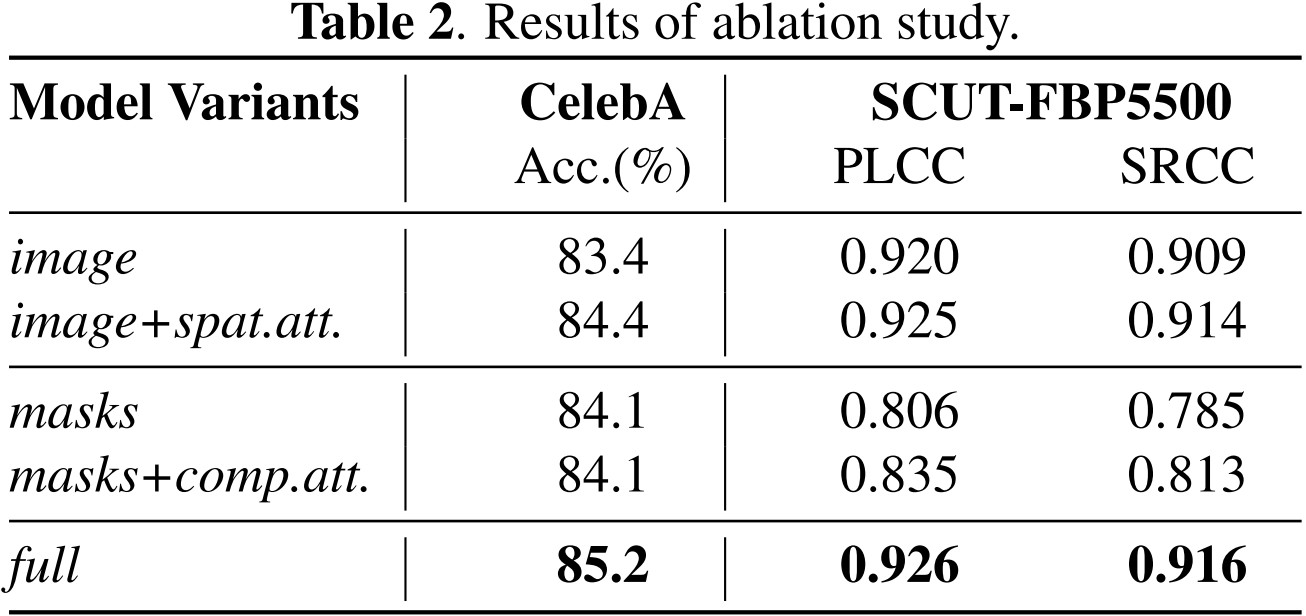 Table 2. Results of ablation study.
Model Variants CelebA SCUT-FBP5500
Acc.(%) PLCC SRCC
image 83.4 0.920 0.909
image+spat.att. 84.4 0.925 0.914
masks 84.1 0.806 0.785
masks+comp.att. 84.1 0.835 0.813
full 85.2 0.926 0.916